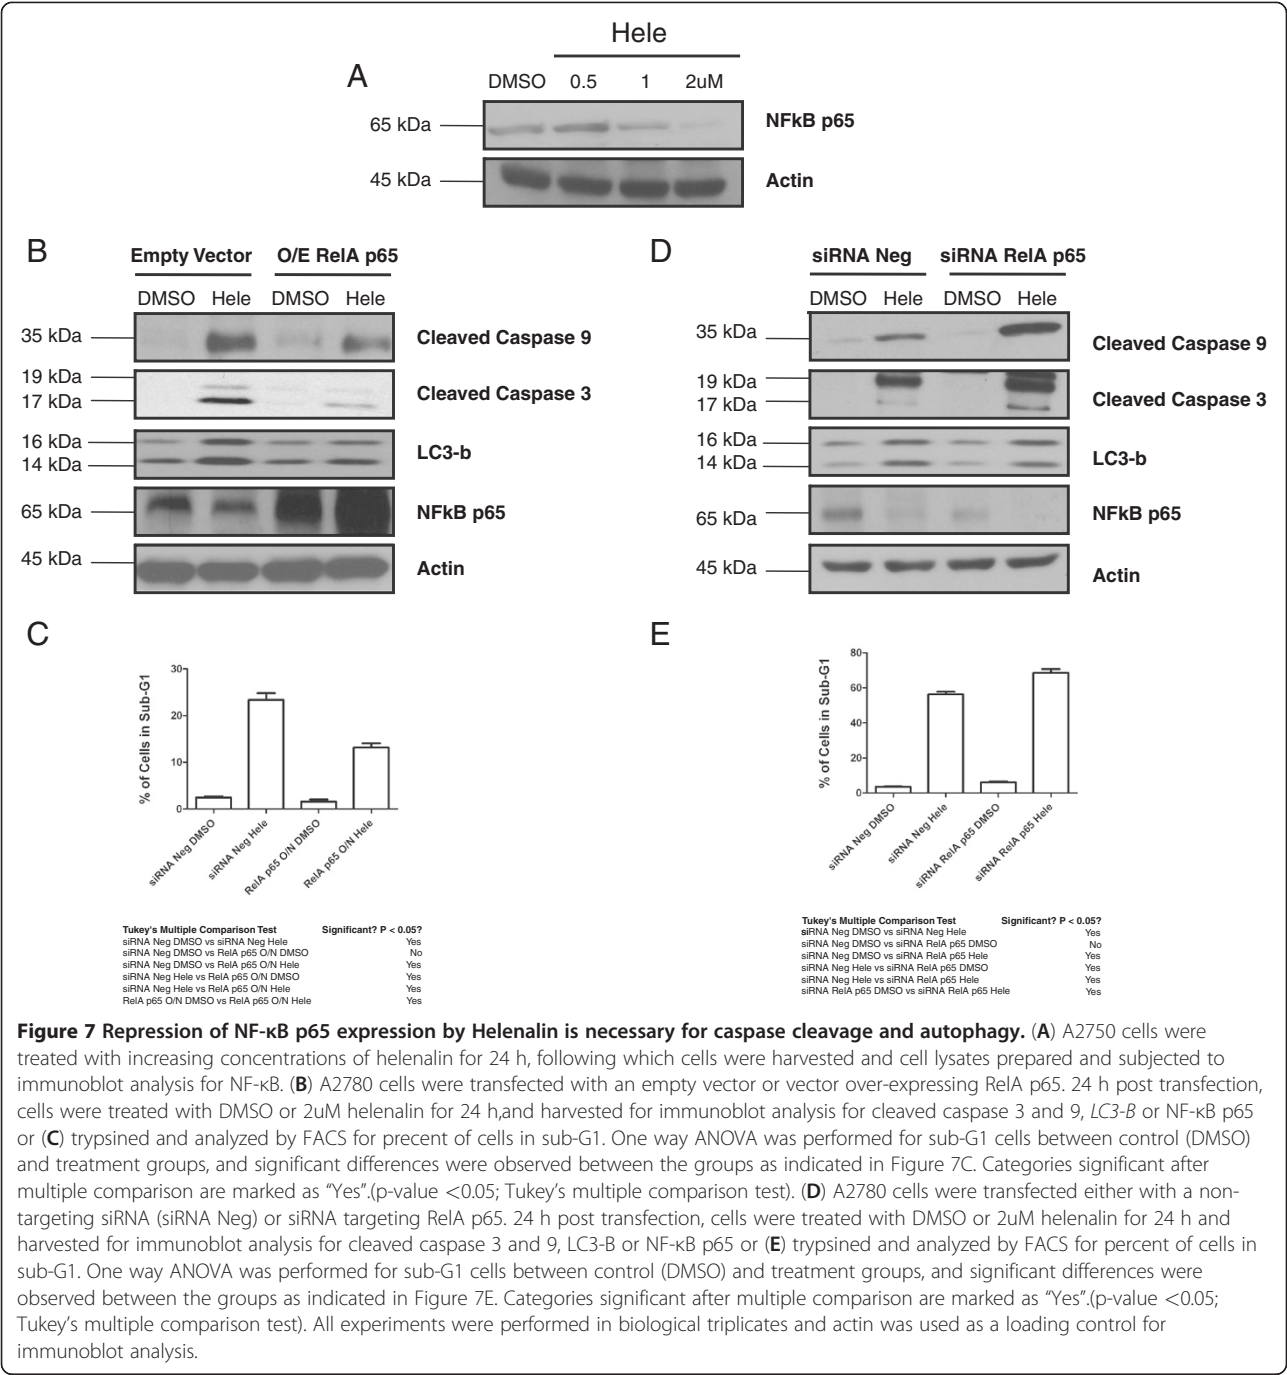 Hele
A
DMSO 0.5 1 2uM
65 kDa NFkB p65
45 kDa Actin
B
Empty Vector O/E RelA p65
DMSO Hele DMSO Hele
35 kDa Cleaved Caspase 9
19 kDa
17 kDa Cleaved Caspase 3
16 kDa
14 kDa LC3-b
65 kDa NFkB p65
45 kDa Actin
D
siRNA Neg siRNA RelA p65
DMSO Hele DMSO Hele
35 kDa Cleaved Caspase 9
19 kDa
17 kDa Cleaved Caspase 3
16 kDa
14 kDa LC3-b
65 kDa NFkB p65
45 kDa Actin
C
% of Cells in Sub-G1
30
20
10
0
siRNA Neg DMSO
siRNA Neg Hele
RelA p65 O/N DMSO
RelA p65 O/N Hele
Tukey's Multiple Comparison Test Significant? P < 0.05?
siRNA Neg DMSO vs siRNA Neg Hele Yes
siRNA Neg DMSO vs RelA p65 O/N DMSO No
siRNA Neg DMSO vs RelA p65 O/N Hele Yes
siRNA Neg Hele vs RelA p65 O/N DMSO Yes
siRNA Neg Hele vs RelA p65 O/N Hele Yes
RelA p65 O/N DMSO vs RelA p65 O/N Hele Yes
E
% of Cells in Sub-G1
80
60
40
20
0
siRNA Neg DMSO
siRNA Neg Hele
siRNA RelA p65 DMSO
siRNA RelA p65 Hele
Tukey's Multiple Comparison Test Significant? P < 0.05?
siRNA Neg DMSO vs siRNA Neg Hele Yes
siRNA Neg DMSO vs siRNA RelA p65 DMSO No
siRNA Neg DMSO vs siRNA RelA p65 Hele Yes
siRNA Neg Hele vs siRNA RelA p65 DMSO Yes
siRNA Neg Hele vs siRNA RelA p65 Hele Yes
siRNA RelA p65 DMSO vs siRNA RelA p65 Hele Yes
Figure 7 Repression of NF-κB p65 expression by Helenalin is necessary for caspase cleavage and autophagy. (A) A2750 cells were
treated with increasing concentrations of helenalin for 24 h, following which cells were harvested and cell lysates prepared and subjected to
immunoblot analysis for NF-κB. (B) A2780 cells were transfected with an empty vector or vector over-expressing RelA p65. 24 h post transfection,
cells were treated with DMSO or 2uM helenalin for 24 h,and harvested for immunoblot analysis for cleaved caspase 3 and 9, LC3-B or NF-κB p65
or (C) trypsined and analyzed by FACS for precent of cells in sub-G1. One way ANOVA was performed for sub-G1 cells between control (DMSO)
and treatment groups, and significant differences were observed between the groups as indicated in Figure 7C. Categories significant after
multiple comparison are marked as “Yes”.(p-value <0.05; Tukey’s multiple comparison test). (D) A2780 cells were transfected either with a non-
targeting siRNA (siRNA Neg) or siRNA targeting RelA p65. 24 h post transfection, cells were treated with DMSO or 2uM helenalin for 24 h and
harvested for immunoblot analysis for cleaved caspase 3 and 9, LC3-B or NF-κB p65 or (E) trypsined and analyzed by FACS for percent of cells in
sub-G1. One way ANOVA was performed for sub-G1 cells between control (DMSO) and treatment groups, and significant differences were
observed between the groups as indicated in Figure 7E. Categories significant after multiple comparison are marked as “Yes”.(p-value <0.05;
Tukey’s multiple comparison test). All experiments were performed in biological triplicates and actin was used as a loading control for
immunoblot analysis.